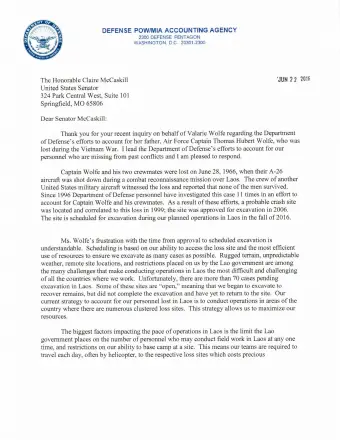 DEFENSE POW/MIA ACCOUNTING AGENCY
2300 DEFENSE PENTAGON
WASHINGTON, D.C. 20301-2300
The Honorable Claire McCaskill
JUN 22 2016
United States Senator
324 Park Central West, Suite 101
Springfield, MO 65806
Dear Senator McCaskill:
Thank you for your recent inquiry on behalf of Valarie Wolfe regarding the Department
of Defense's efforts to account for her father, Air Force Captain Thomas Hubert Wolfe, who was
lost during the Vietnam War. I lead the Department of Defense's efforts to account for our
personnel who are missing from past conflicts and I am pleased to respond.
Captain Wolfe and his two crewmates were lost on June 28, 1966, when their A-26
aircraft was shot down during a combat reconnaissance mission over Laos. The crew of another
United States military aircraft witnessed the loss and reported that none of the men survived.
Since 1996 Department of Defense personnel have investigated this case 11 times in an effort to
account for Captain Wolfe and his crewmates. As a result of these efforts, a probable crash site
was located and correlated to this loss in 1999; the site was approved for excavation in 2006.
The site is scheduled for excavation during our planned operations in Laos in the fall of 2016.
Ms. Wolfe's frustration with the time from approval to scheduled excavation is
understandable. Scheduling is based on our ability to access the loss site and the most efficient
use of resources to ensure we excavate as many cases as possible. Rugged terrain, unpredictable
weather, remote site locations, and restrictions placed on us by the Lao government are among
the many challenges that make conducting operations in Laos the most difficult and challenging
of all the countries where we work. Unfortunately, there are more than 70 cases pending
excavation in Laos. Some of these sites are "open," meaning that we began to excavate to
recover remains, but did not complete the excavation and have yet to return to the site. Our
current strategy to account for our personnel lost in Laos is to conduct operations in areas of the
country where there are numerous clustered loss sites. This strategy allows us to maximize our
resources.
The biggest factors impacting the pace of operations in Laos is the limit the Lao
government places on the number of personnel who may conduct field work in Laos at any one
time, and restrictions on our ability to base camp at a site. This means our teams are required to
travel each day, often by helicopter, to the respective loss sites which costs precious